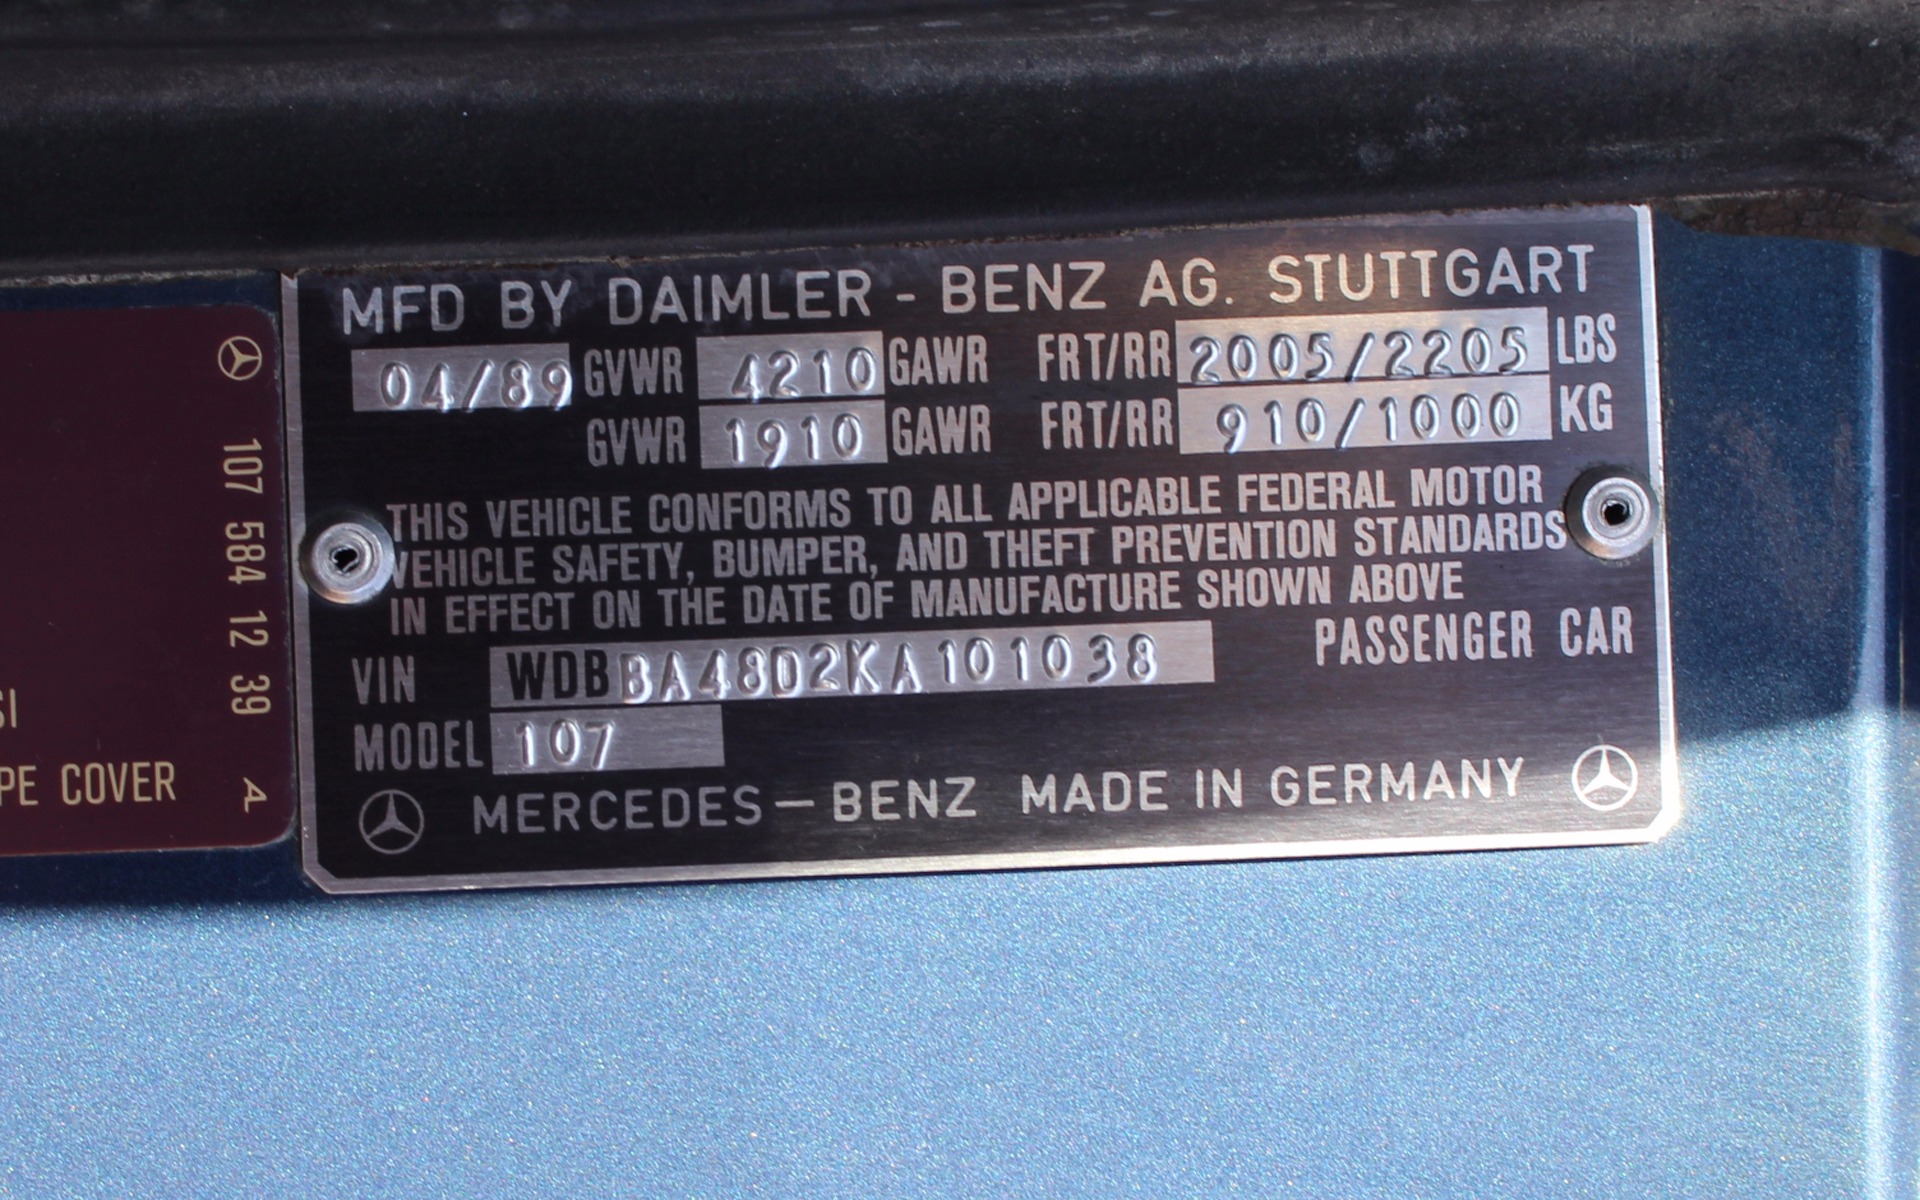 MFD BY DAIMLER - BENZ AG. STUTTGART
04/89 GVWR 4210 GAWR FRT/RR 2005/2205 LBS
GVWR 1910 GAWR FRT/RR 910/1000 KG
THIS VEHICLE CONFORMS TO ALL APPLICABLE FEDERAL MOTOR
VEHICLE SAFETY, BUMPER, AND THEFT PREVENTION STANDARDS
IN EFFECT ON THE DATE OF MANUFACTURE SHOWN ABOVE
PASSENGER CAR
VIN WDBBA48D2KA101038
MODEL 107
MERCEDES-BENZ MADE IN GERMANY
107 584 12 39 A
SI
PE COVER